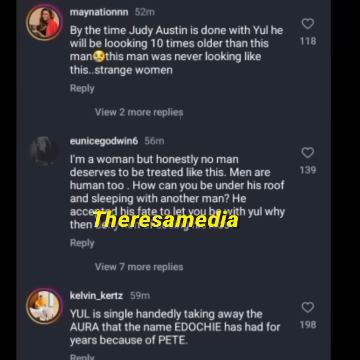 maynationnn 52m
By the time Judy Austin is done with Yul he
will be loooking 10 times older than this
man😢this man was never looking like
this..strange women
118
Reply
View 2 more replies
eunicegodwin6 56m
I'm a woman but honestly no man
deserves to be treated like this. Men are
human too . How can you be under his roof
and sleeping with another man? He
139
accepted his fate to let you be with yul why
then
Theresamedia
Reply
View 7 more replies
kelvin_kertz 59m
YUL is single handedly taking away the
AURA that the name EDOCHIE has had for
years because of PETE.
198
Reply